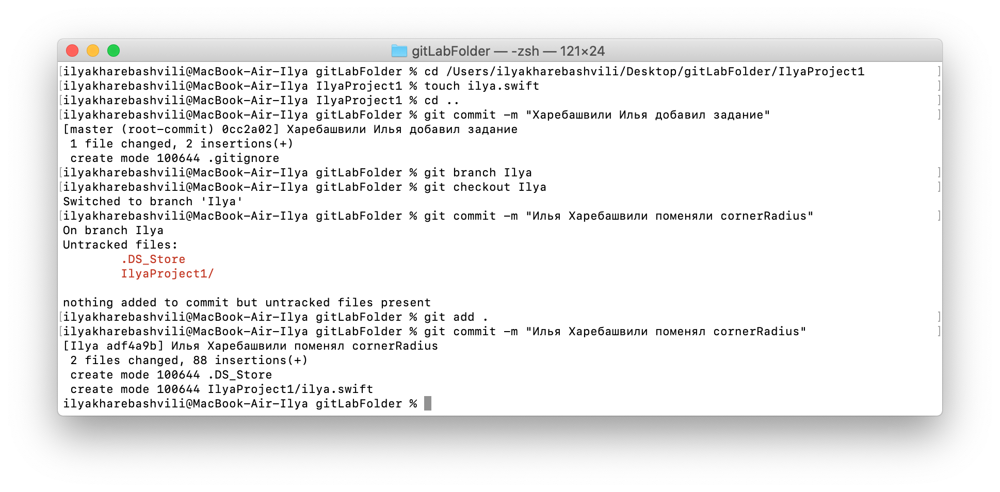 gitLabFolder — -zsh — 121×24
[ilyakharebashvili@MacBook-Air-Ilya gitLabFolder % cd /Users/ilyakharebashvili/Desktop/gitLabFolder/IlyaProject1 ]
[ilyakharebashvili@MacBook-Air-Ilya IlyaProject1 % touch ilya.swift ]
[ilyakharebashvili@MacBook-Air-Ilya IlyaProject1 % cd .. ]
[ilyakharebashvili@MacBook-Air-Ilya gitLabFolder % git commit -m "Харебашвили Илья добавил задание" ]
[master (root-commit) 0cc2a02] Харебашвили Илья добавил задание
1 file changed, 2 insertions(+)
create mode 100644 .gitignore
[ilyakharebashvili@MacBook-Air-Ilya gitLabFolder % git branch Ilya ]
[ilyakharebashvili@MacBook-Air-Ilya gitLabFolder % git checkout Ilya ]
Switched to branch 'Ilya'
[ilyakharebashvili@MacBook-Air-Ilya gitLabFolder % git commit -m "Илья Харебашвили поменяли cornerRadius" ]
On branch Ilya
Untracked files:
.DS_Store
IlyaProject1/
nothing added to commit but untracked files present
[ilyakharebashvili@MacBook-Air-Ilya gitLabFolder % git add . ]
[ilyakharebashvili@MacBook-Air-Ilya gitLabFolder % git commit -m "Илья Харебашвили поменял cornerRadius" ]
[Ilya adf4a9b] Илья Харебашвили поменял cornerRadius
2 files changed, 88 insertions(+)
create mode 100644 .DS_Store
create mode 100644 IlyaProject1/ilya.swift
ilyakharebashvili@MacBook-Air-Ilya gitLabFolder %